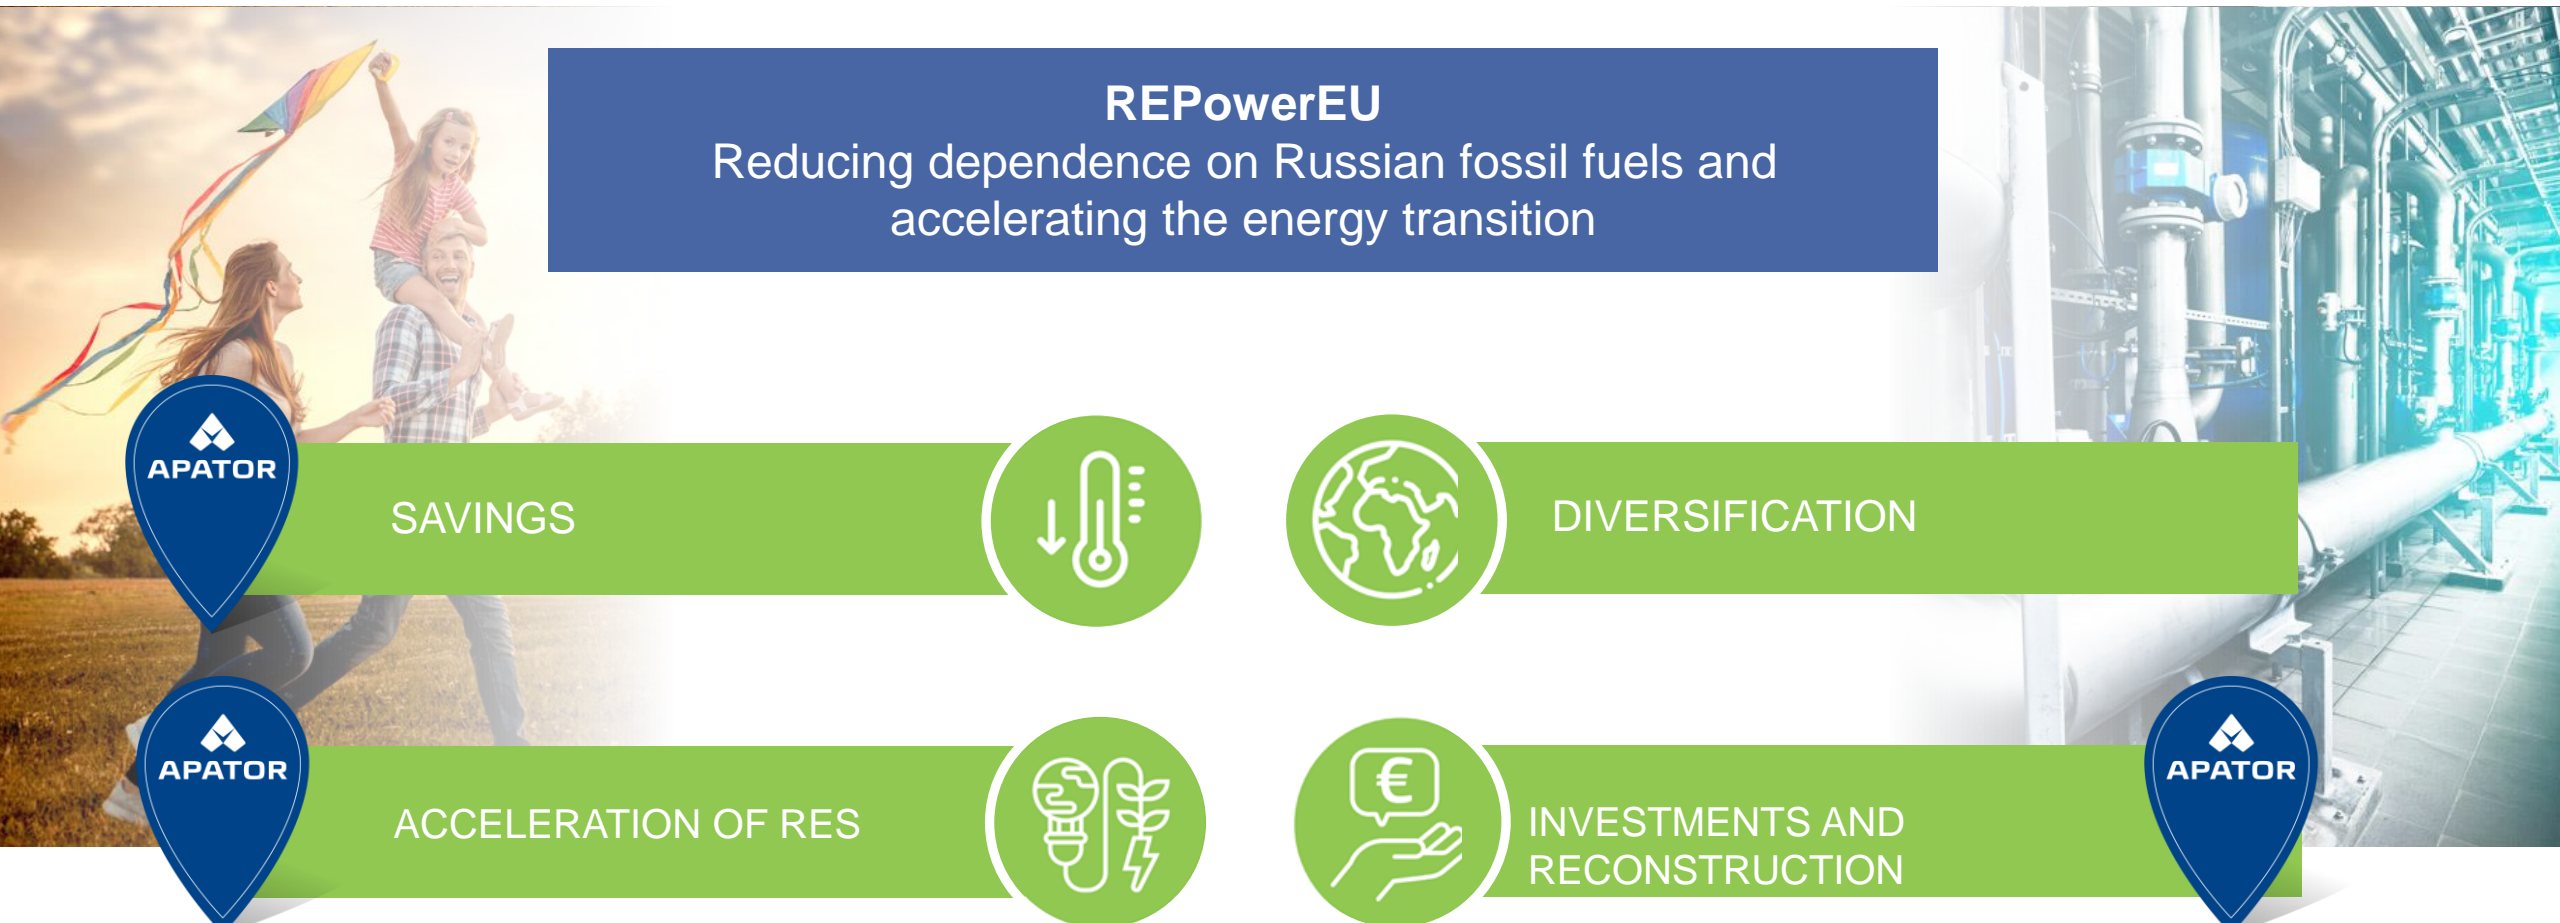 REPowerEU
Reducing dependence on Russian fossil fuels and
accelerating the energy transition
APATOR
SAVINGS
DIVERSIFICATION
APATOR
ACCELERATION OF RES
€
INVESTMENTS AND
RECONSTRUCTION
APATOR